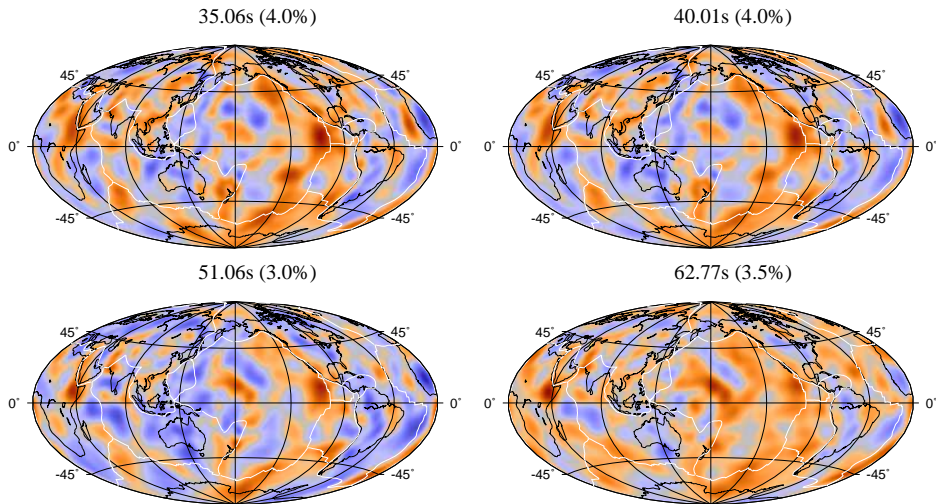 35.06s (4.0%)
40.01s (4.0%)
45˚ 45˚ 45˚ 45˚
0˚ 0˚ 0˚ 0˚
-45˚ -45˚ -45˚ -45˚
51.06s (3.0%)
62.77s (3.5%)
45˚ 45˚ 45˚ 45˚
0˚ 0˚ 0˚ 0˚
-45˚ -45˚ -45˚ -45˚